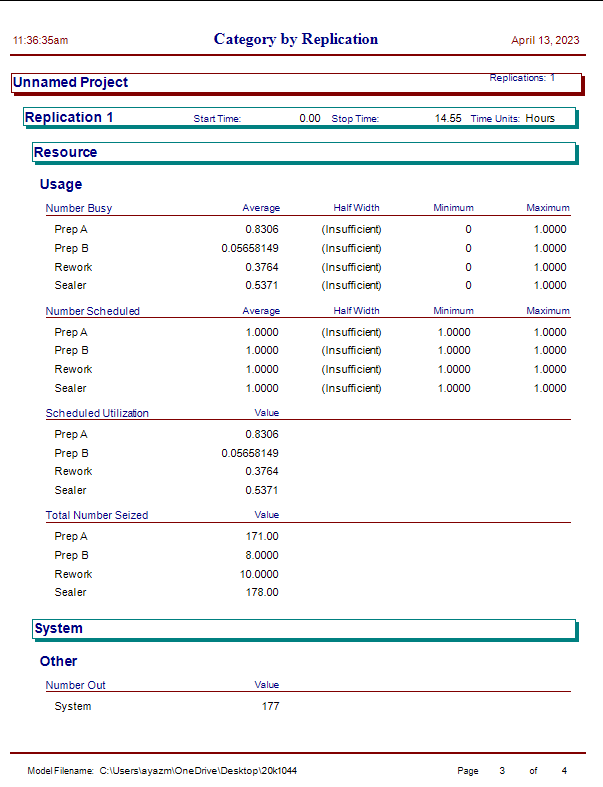 11:36:35am Category by Replication April 13, 2023
Unnamed Project Replications: 1
Replication 1 Start Time: 0.00 Stop Time: 14.55 Time Units: Hours
Resource
Usage
Number Busy Average Half Width Minimum Maximum
Prep A 0.8306 (Insufficient) 0 1.0000
Prep B 0.05658149 (Insufficient) 0 1.0000
Rework 0.3764 (Insufficient) 0 1.0000
Sealer 0.5371 (Insufficient) 0 1.0000
Number Scheduled Average Half Width Minimum Maximum
Prep A 1.0000 (Insufficient) 1.0000 1.0000
Prep B 1.0000 (Insufficient) 1.0000 1.0000
Rework 1.0000 (Insufficient) 1.0000 1.0000
Sealer 1.0000 (Insufficient) 1.0000 1.0000
Scheduled Utilization Value
Prep A 0.8306
Prep B 0.05658149
Rework 0.3764
Sealer 0.5371
Total Number Seized Value
Prep A 171.00
Prep B 8.0000
Rework 10.0000
Sealer 178.00
System
Other
Number Out Value
System 177
Model Filename: C:\Users\ayazm\OneDrive\Desktop\20k1044 Page 3 of 4